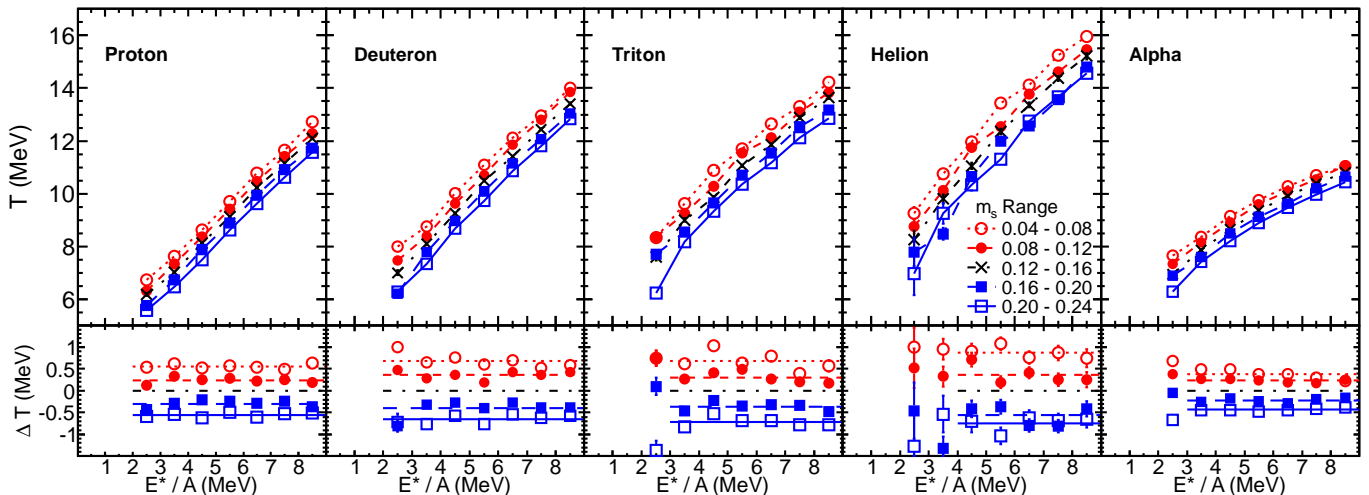 Proton
Deuteron
Triton
Helion
Alpha
T (MeV)
16
14
12
10
8
6
m_s Range
0.04 - 0.08
0.08 - 0.12
0.12 - 0.16
0.16 - 0.20
0.20 - 0.24
Δ T (MeV)
1
0.5
0
-0.5
-1
1 2 3 4 5 6 7 8
2 3 4 5 6 7 8
2 3 4 5 6 7 8
2 3 4 5 6 7 8
1 2 3 4 5 6 7 8
E* / A (MeV)
E* / A (MeV)
E* / A (MeV)
E* / A (MeV)
E* / A (MeV)